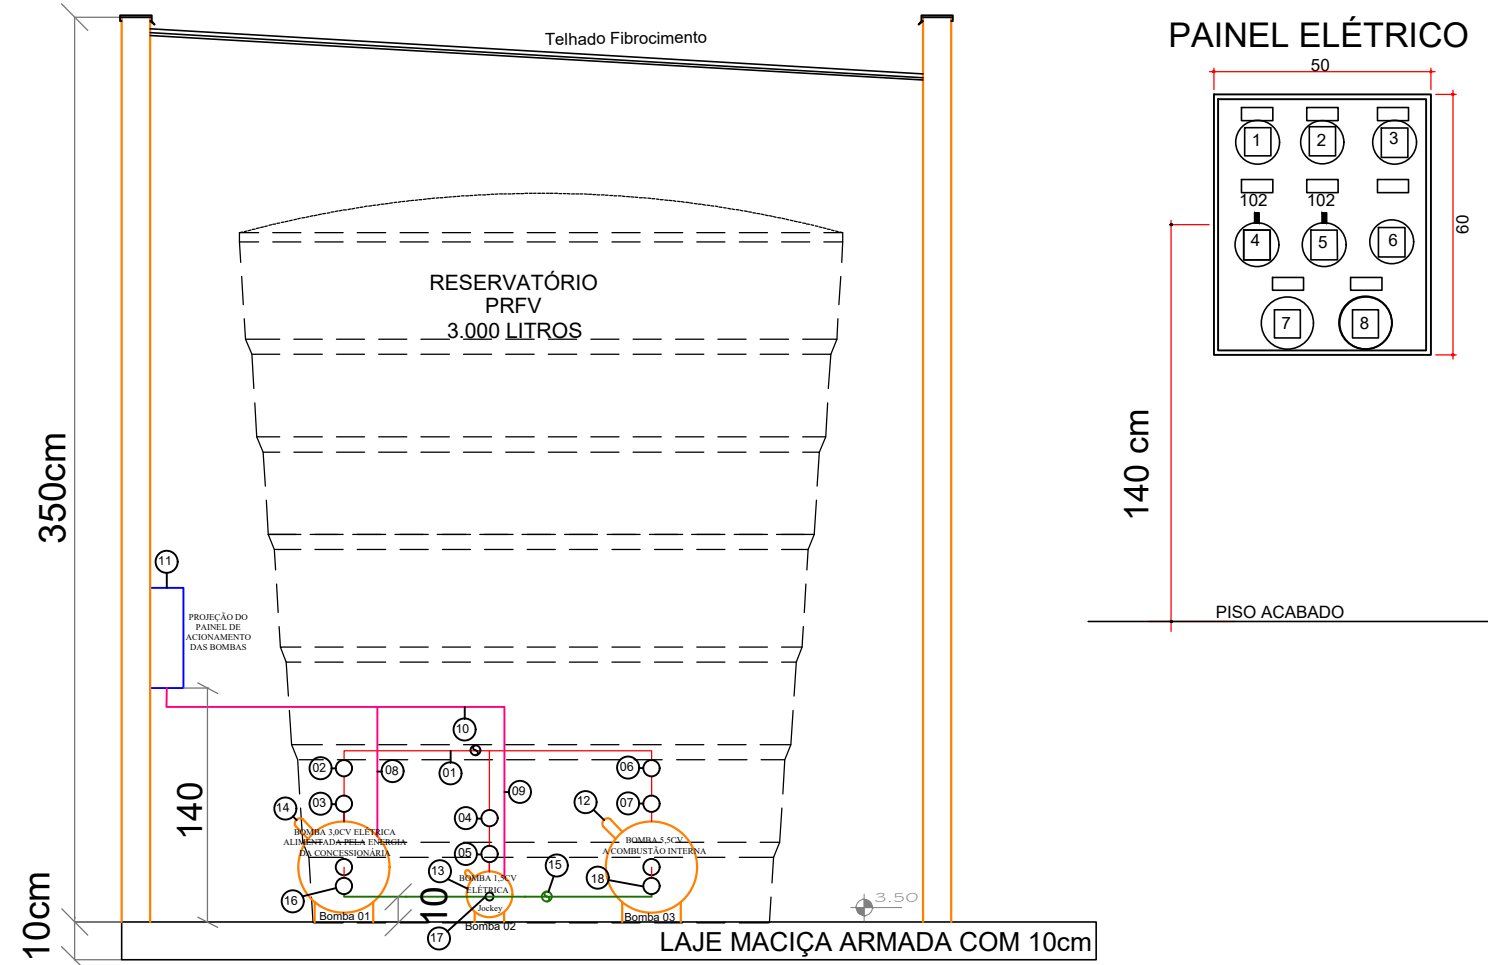 Telhado Fibrocimento
RESERVATÓRIO
PRFV
3.000 LITROS
350cm
11
PROJEÇÃO DO
PAINEL DE
ACIONAMENTO
DAS BOMBAS
10
02
08
01
06
09
03
14
04
12
07
140
BOMBA 3,0CV ELÉTRICA
ALIMENTADA PELA ENERGIA
DA CONCESSIONÁRIA
05
13
BOMBA 1,5CV
ELÉTRICA
Jockey
15
BOMBA 5,5CV
A COMBUSTÃO INTERNA
18
16
10
17
Bomba 01
Bomba 02
Bomba 03
3.50
10cm
LAJE MACIÇA ARMADA COM 10cm
PAINEL ELÉTRICO
50
1
2
3
102
102
4
5
6
60
7
8
140 cm
PISO ACABADO